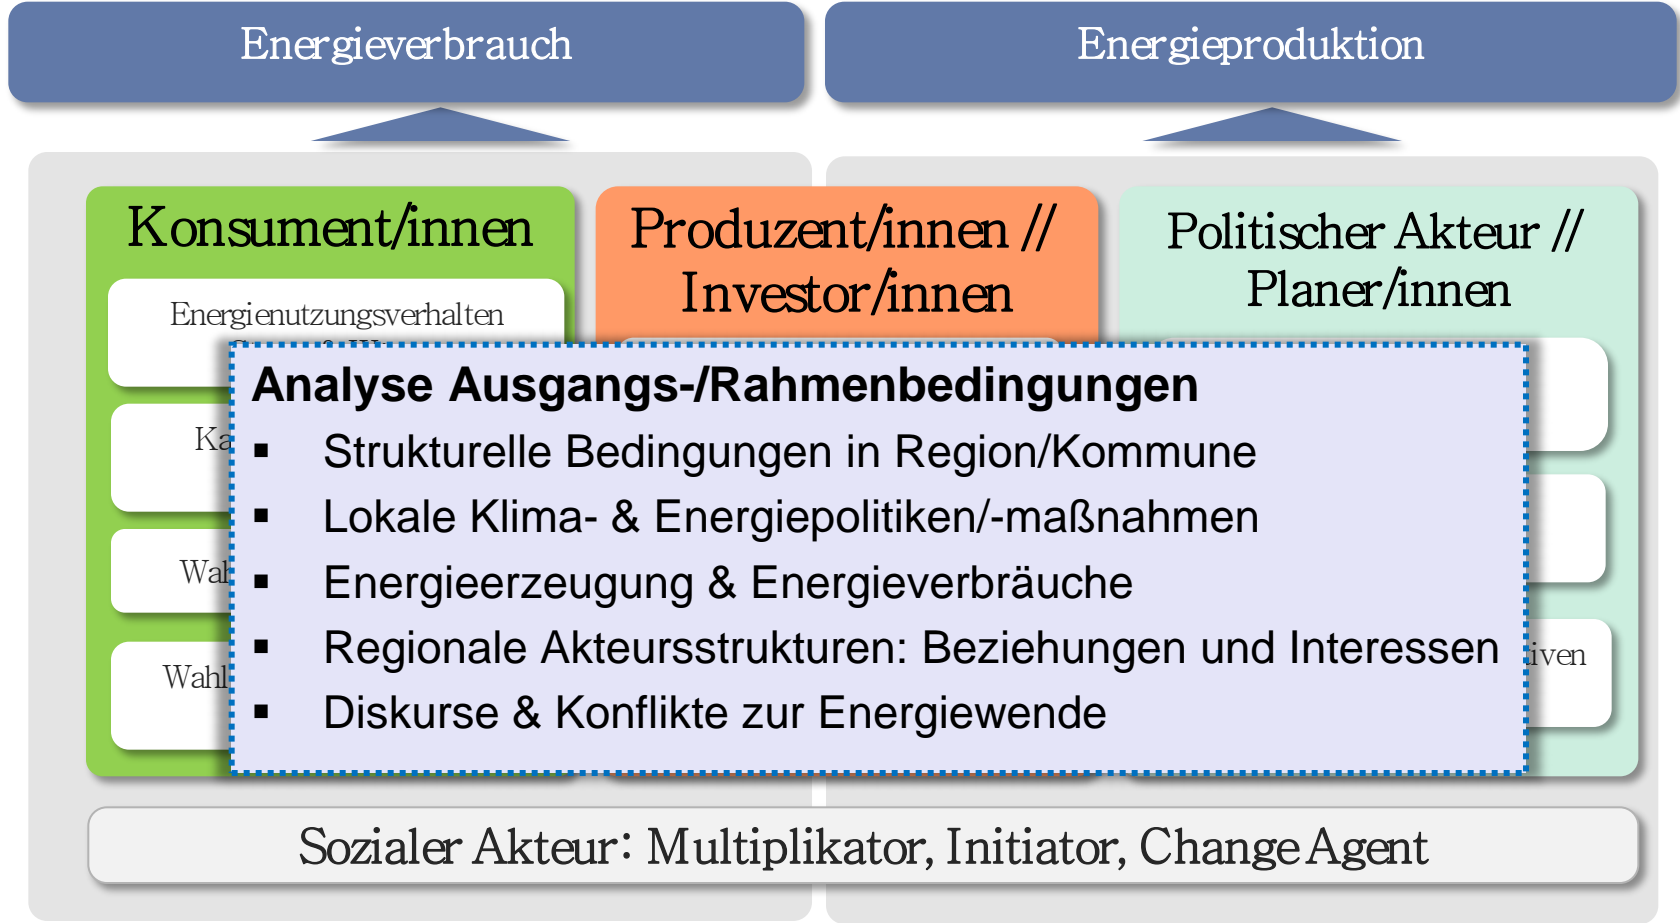 Energieverbrauch
Energieproduktion
Konsument/innen
Energienutzungsverhalten
Produzent/innen //
Investor/innen
Politischer Akteur //
Planer/innen
Analyse Ausgangs-/Rahmenbedingungen
▪ Strukturelle Bedingungen in Region/Kommune
▪ Lokale Klima- & Energiepolitiken/-maßnahmen
▪ Energieerzeugung & Energieverbräuche
▪ Regionale Akteursstrukturen: Beziehungen und Interessen
▪ Diskurse & Konflikte zur Energiewende
Sozialer Akteur: Multiplikator, Initiator, Change Agent